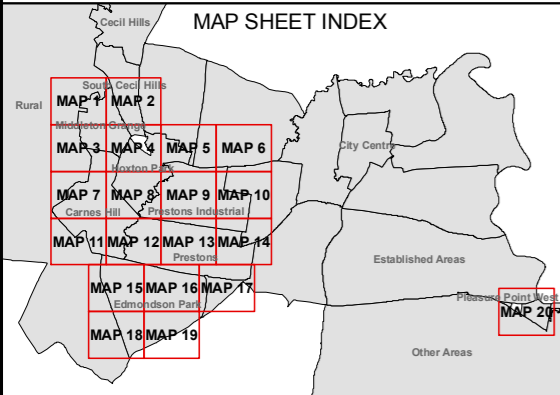 MAP SHEET INDEX
Cecil Hills
South Cecil Hills
Rural
MAP 1
MAP 2
Middleton Grange
MAP 3
MAP 4
MAP 5
MAP 6
City Centre
Hoxton Park
MAP 7
MAP 8
MAP 9
MAP 10
Carnes Hill
Prestons Industrial
MAP 11
MAP 12
MAP 13
MAP 14
Prestons
Established Areas
MAP 15
MAP 16
MAP 17
Pleasure Point West
Edmondson Park
MAP 20
MAP 18
MAP 19
Other Areas